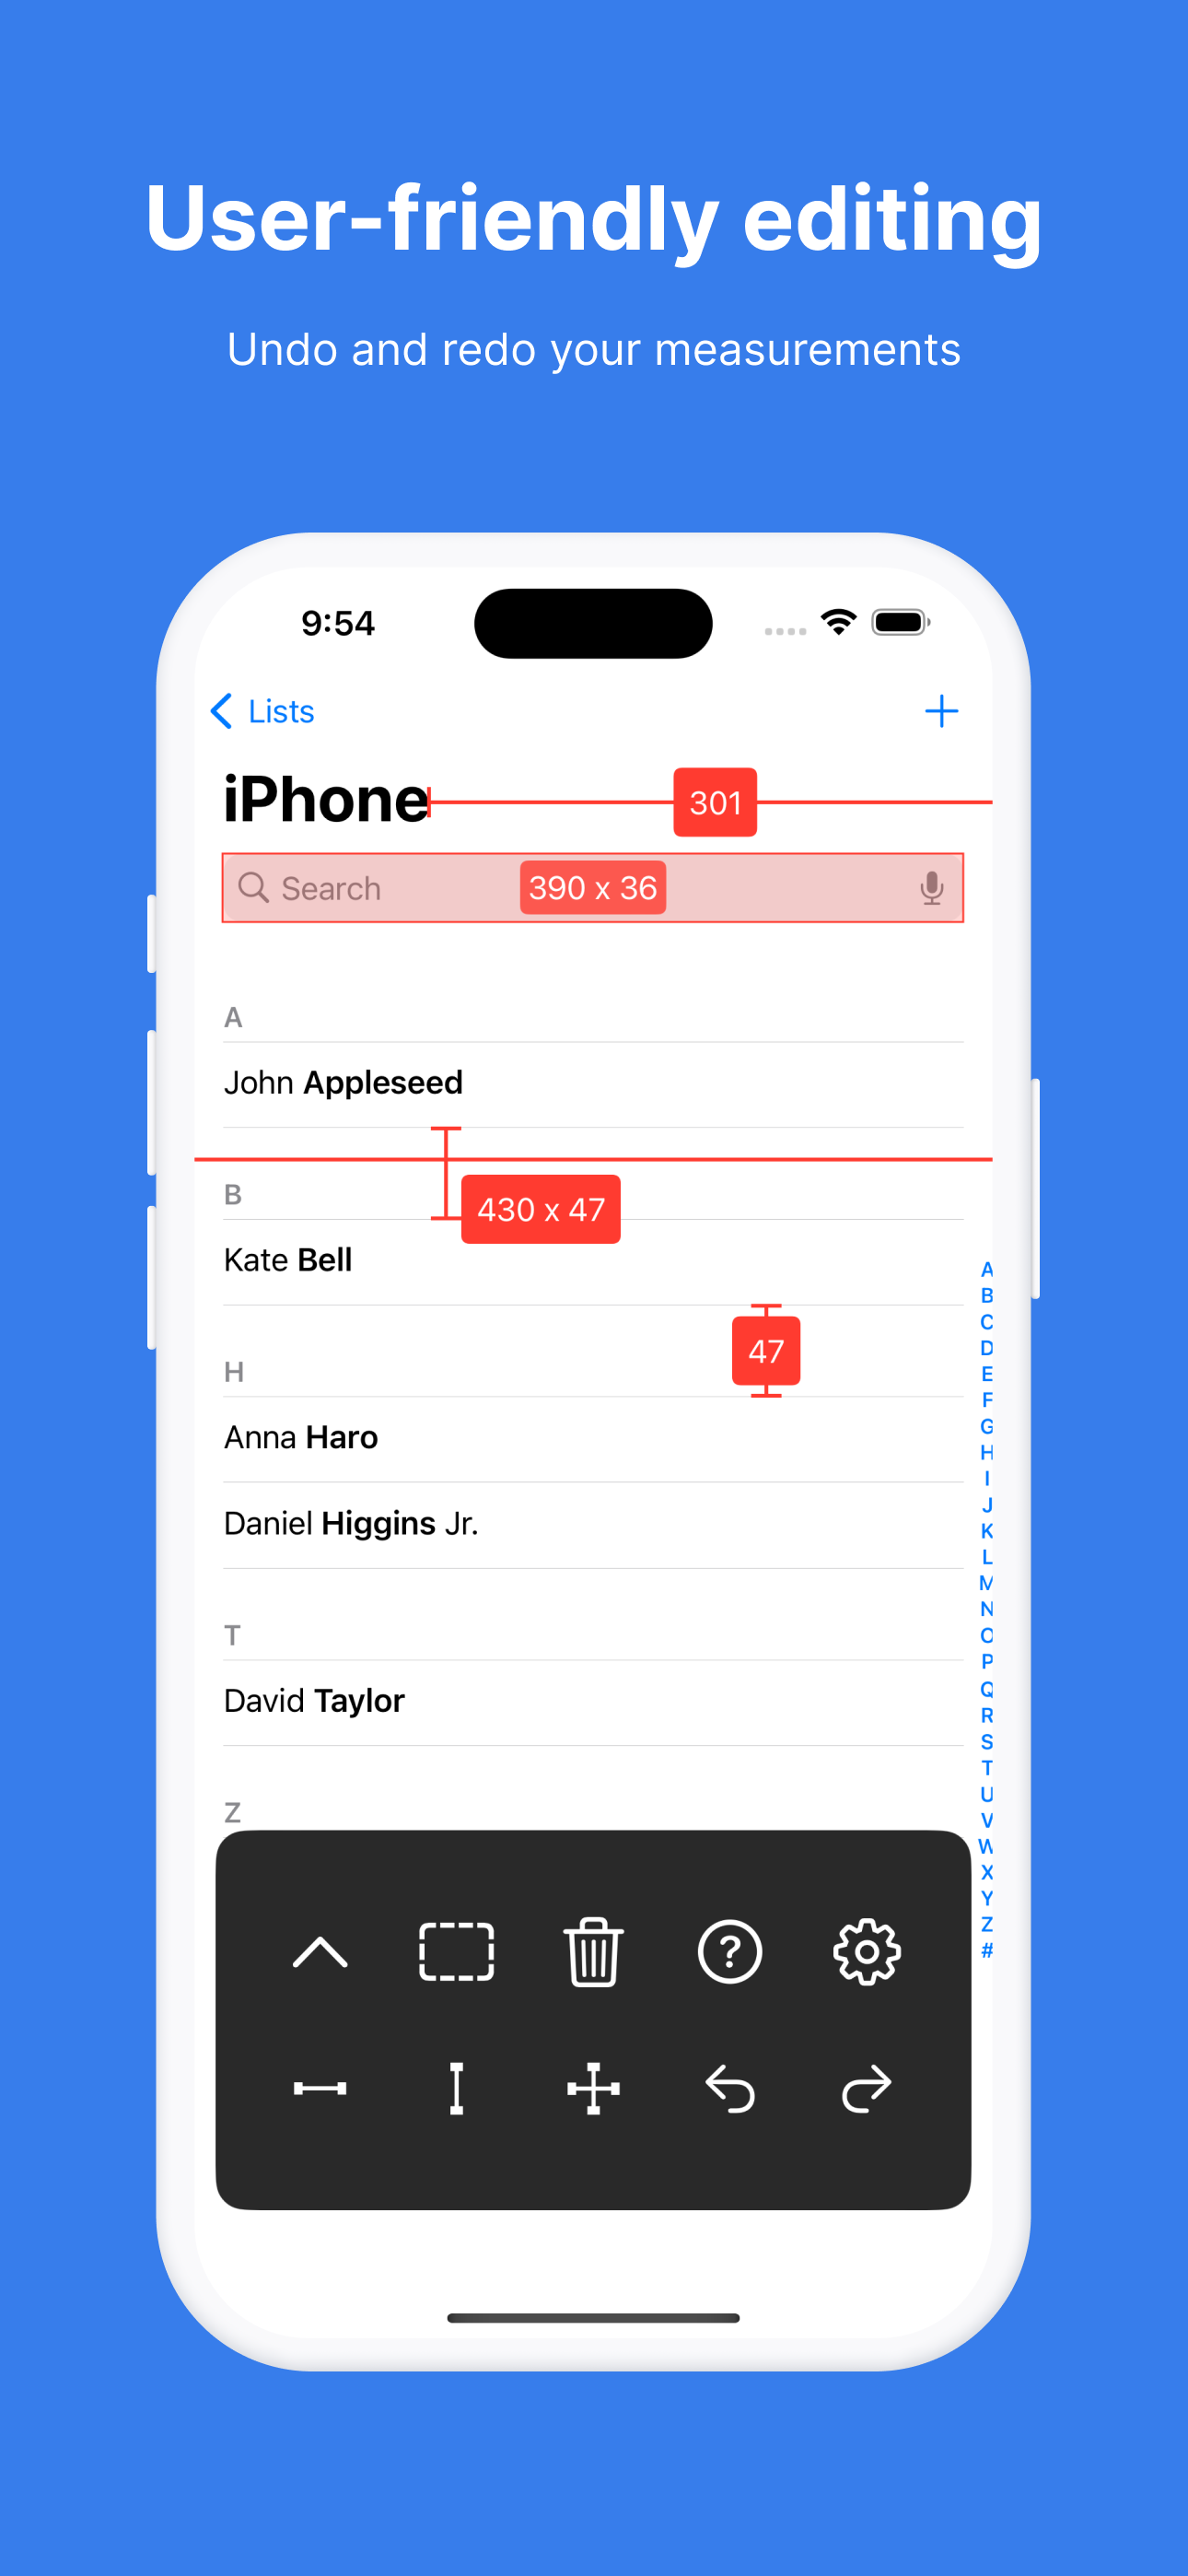 User-friendly editing
Undo and redo your measurements
9:54
Lists
iPhone
301
Search
390 x 36
A
John Appleseed
B
430 x 47
Kate Bell
47
H
Anna Haro
Daniel Higgins Jr.
T
David Taylor
Z
A
B
C
D
E
F
G
H
I
J
K
L
M
N
O
P
Q
R
S
T
U
V
W
X
Y
Z
#
?